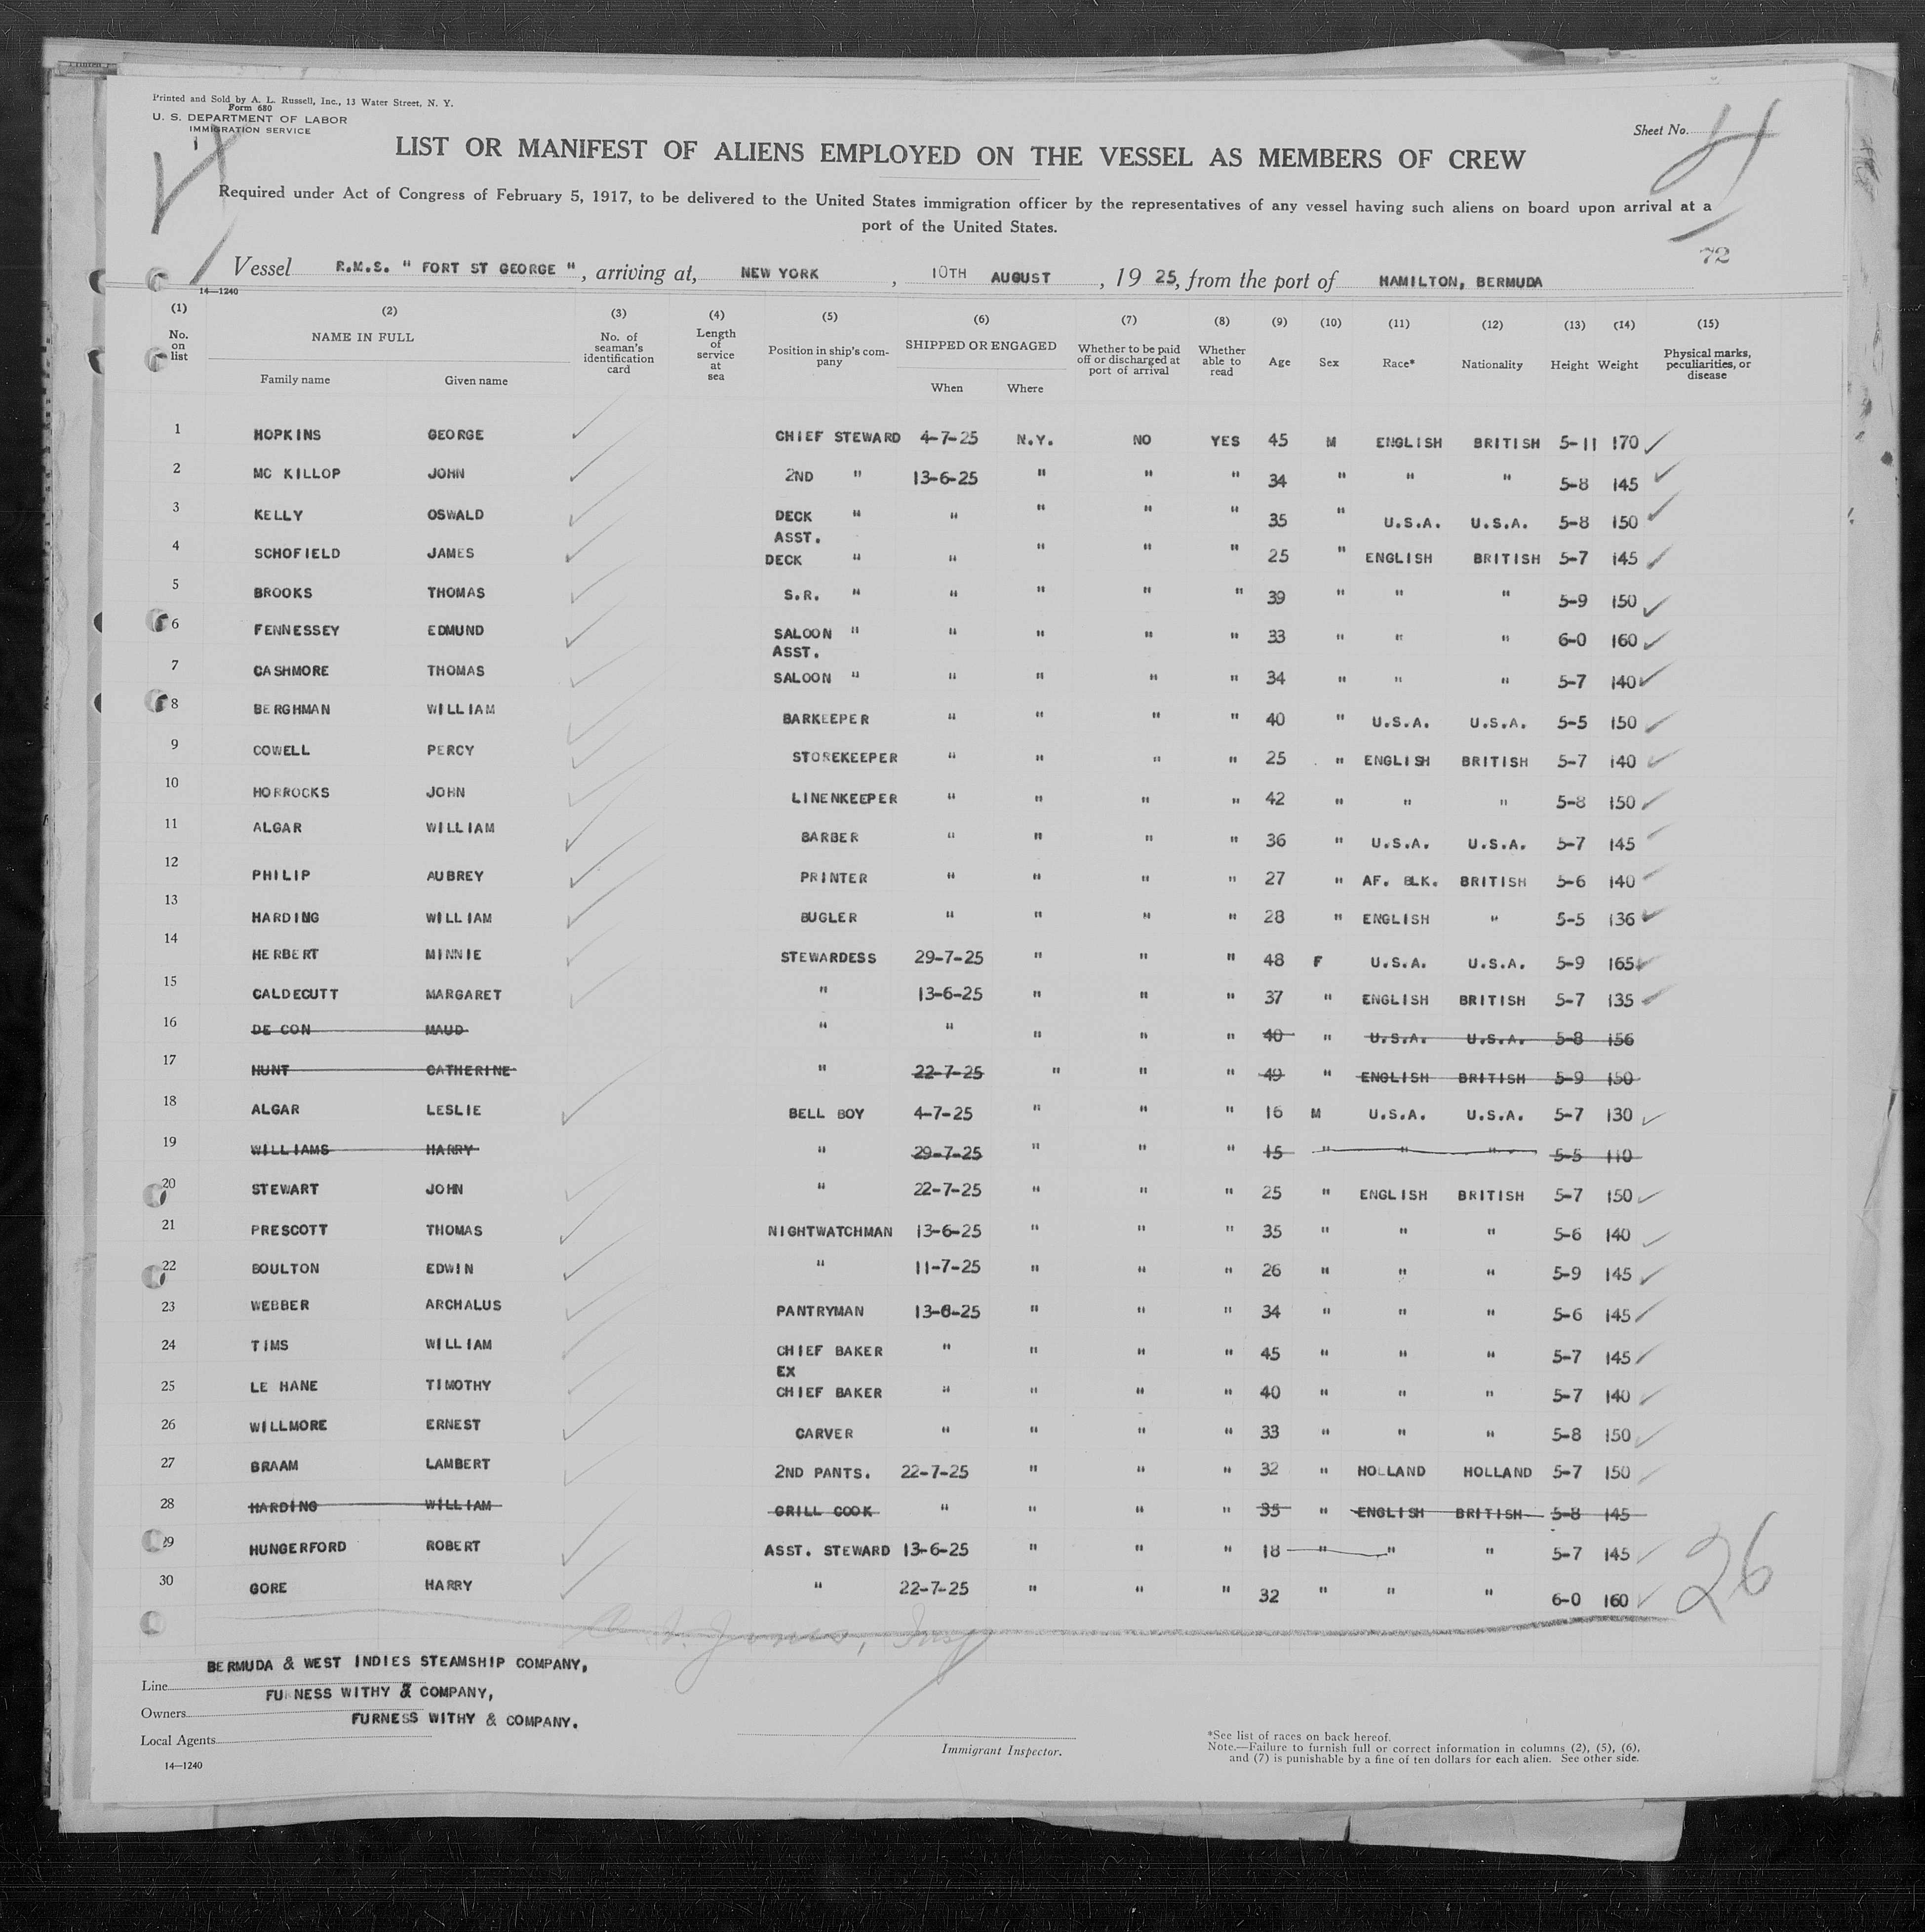 Printed and Sold by A. L. Russell, Inc., 13 Water Street, N. Y.
Form 680
U. S. DEPARTMENT OF LABOR
IMMIGRATION SERVICE
Sheet No. 4
LIST OR MANIFEST OF ALIENS EMPLOYED ON THE VESSEL AS MEMBERS OF CREW
Required under Act of Congress of February 5, 1917, to be delivered to the United States immigration officer by the representatives of any vessel having such aliens on board upon arrival at a
port of the United States.
72
Vessel R.M.S. " FORT ST GEORGE ", arriving at, NEW YORK, 10TH AUGUST, 19 25, from the port of HAMILTON, BERMUDA
14—1240
(1) (2) (3) (4) (5) (6) (7) (8) (9) (10) (11) (12) (13) (14) (15)
No. on list NAME IN FULL Family name Given name No. of seaman's identification card Length of service at sea Position in ship's company SHIPPED OR ENGAGED When Where Whether to be paid off or discharged at port of arrival Whether able to read Age Sex Race* Nationality Height Weight Physical marks, peculiarities, or disease
1 HOPKINS GEORGE CHIEF STEWARD 4-7-25 N.Y. NO YES 45 M ENGLISH BRITISH 5-11 170
2 MC KILLOP JOHN 2ND " 13-6-25 " " " 34 " " " 5-8 145
3 KELLY OSWALD DECK " " " " " 35 " U.S.A. U.S.A. 5-8 150
4 SCHOFIELD JAMES ASST. DECK " " " " " 25 " ENGLISH BRITISH 5-7 145
5 BROOKS THOMAS S.R. " " " " " 39 " " " 5-9 150
6 FENNESSEY EDMUND SALOON " " " " " 33 " " " 6-0 160
7 CASHMORE THOMAS ASST. SALOON " " " " " 34 " " " 5-7 140
8 BERGHMAN WILLIAM BARKEEPER " " " " 40 " U.S.A. U.S.A. 5-5 150
9 COWELL PERCY STOREKEEPER " " " " 25 " ENGLISH BRITISH 5-7 140
10 HORROCKS JOHN LINENKEEPER " " " " 42 " " " 5-8 150
11 ALGAR WILLIAM BARBER " " " " 36 " U.S.A. U.S.A. 5-7 145
12 PHILIP AUBREY PRINTER " " " " 27 " AF. BLK. BRITISH 5-6 140
13 HARDING WILLIAM BUGLER " " " " 28 " ENGLISH " 5-5 136
14 HERBERT MINNIE STEWARDESS 29-7-25 " " " 48 F U.S.A. U.S.A. 5-9 165
15 CALDECUTT MARGARET " 13-6-25 " " " 37 " ENGLISH BRITISH 5-7 135
16 DE CON MAUD " " " " " 40 " U.S.A. U.S.A. 5-8 156
17 HUNT CATHERINE " 22-7-25 " " " 49 " ENGLISH BRITISH 5-9 150
18 ALGAR LESLIE BELL BOY 4-7-25 " " " 16 M U.S.A. U.S.A. 5-7 130
19 WILLIAMS HARRY " 29-7-25 " " " 15 " " " 5-5 110
20 STEWART JOHN " 22-7-25 " " " 25 " ENGLISH BRITISH 5-7 150
21 PRESCOTT THOMAS NIGHTWATCHMAN 13-6-25 " " " 35 " " " 5-6 140
22 BOULTON EDWIN " 11-7-25 " " " 26 " " " 5-9 145
23 WEBBER ARCHALUS PANTRYMAN 13-6-25 " " " 34 " " " 5-6 145
24 TIMS WILLIAM CHIEF BAKER " " " " 45 " " " 5-7 145
25 LE HANE TIMOTHY EX CHIEF BAKER " " " " 40 " " " 5-7 140
26 WILLMORE ERNEST CARVER " " " " 33 " " " 5-8 150
27 BRAAM LAMBERT 2ND PANTS. 22-7-25 " " " 32 " HOLLAND HOLLAND 5-7 150
28 HARDING WILLIAM GRILL COOK " " " " 35 " ENGLISH BRITISH 5-8 145
29 HUNGERFORD ROBERT ASST. STEWARD 13-6-25 " " " 18 " " " 5-7 145
30 GORE HARRY " 22-7-25 " " " 32 " " " 6-0 160
26
Line BERMUDA & WEST INDIES STEAMSHIP COMPANY,
Owners FURNESS WITHY & COMPANY,
Local Agents FURNESS WITHY & COMPANY.
Immigrant Inspector.
*See list of races on back hereof.
Note.—Failure to furnish full or correct information in columns (2), (5), (6),
and (7) is punishable by a fine of ten dollars for each alien. See other side.
14—1240